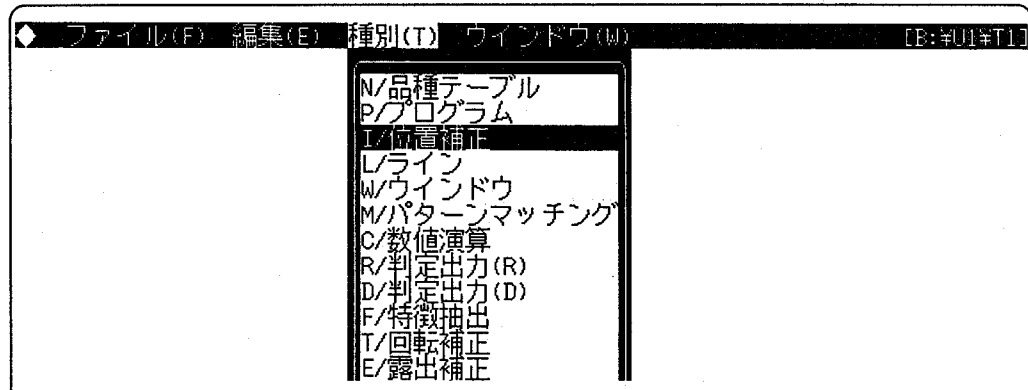 ◆ ファイル(F) 編集(E) 種別(T) ウインドウ(W) [B:¥U1¥T1]
N/品種テーブル
P/プログラム
I/位置補正
L/ライン
W/ウインドウ
M/パターンマッチング
C/数値演算
R/判定出力(R)
D/判定出力(D)
F/特徴抽出
T/回転補正
E/露出補正